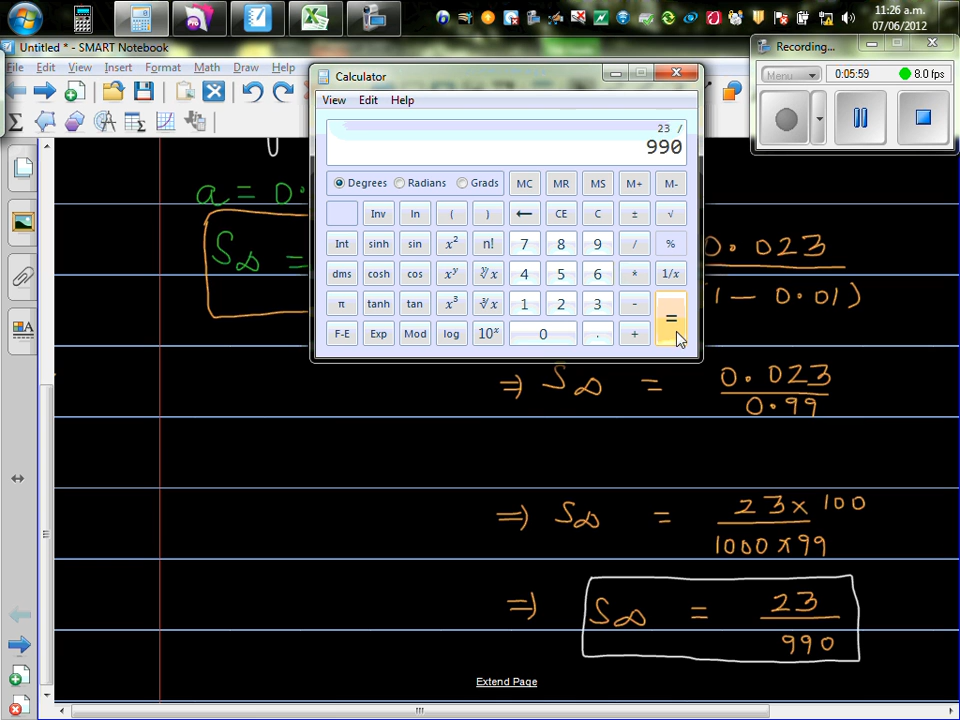 11:26 a.m.
07/06/2012
Untitled * - SMART Notebook
Recording...
File Edit View Insert Format Math Draw Help
Menu 0:05:59 8.0 fps
Calculator
View Edit Help
23 /
990
Degrees Radians Grads MC MR MS M+ M-
Inv ln ( ) ← CE C ± √
Int sinh sin x² n! 7 8 9 / %
dms cosh cos xʸ ʸ√x 4 5 6 * 1/x
π tanh tan x³ ³√x 1 2 3 - =
F-E Exp Mod log 10ˣ 0 . +
a = 0.
S∞ =
0.023
1 - 0.01)
⇒ S∞ = 0.023
0.99
⇒ S∞ = 23 x 100
1000 x 99
⇒ S∞ = 23
990
Extend Page